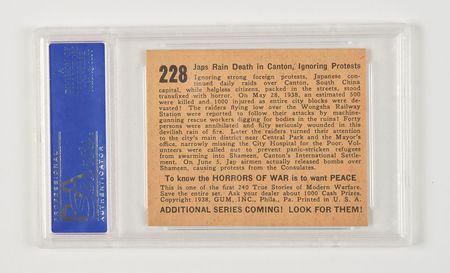 228 Japs Rain Death in Canton, Ignoring Protests
Ignoring strong foreign protests, Japanese con-
tinued daily raids over Canton, South China
capital, while helpless citizens, packed in the streets, stood
transfixed with horror. On May 28, 1938, an estimated 500
were killed and 1000 injured as entire city blocks were de-
vasted! The raiders flying low over the Wongsha Railway
Station were reported to follow their attacks by machine-
gunning rescue workers digging for bodies in the ruins! Forty
persons were annihilated and fifty seriously wounded in this
devilish rain of fire. Later the raiders turned their attention
to the city's main district near Central Park and the Mayor's
office, narrowly missing the City Hospital for the Poor. Vol-
unteers were called out to prevent panic-stricken refugees
from swarming into Shameen, Canton's International Settle-
ment. On June 5, Jap airmen actually released bombs over
Shameen, causing protests from the Consulates.
To know the HORRORS OF WAR is to want PEACE
This is one of the first 240 True Stories of Modern Warfare.
Save the entire set. Ask your dealer about 1000 Cash Prizes.
Copyright 1938, GUM, INC., Phila., Pa. Printed in U. S. A.
ADDITIONAL SERIES COMING! LOOK FOR THEM!
PROFESSIONAL
PSA
AUTHENTICATOR